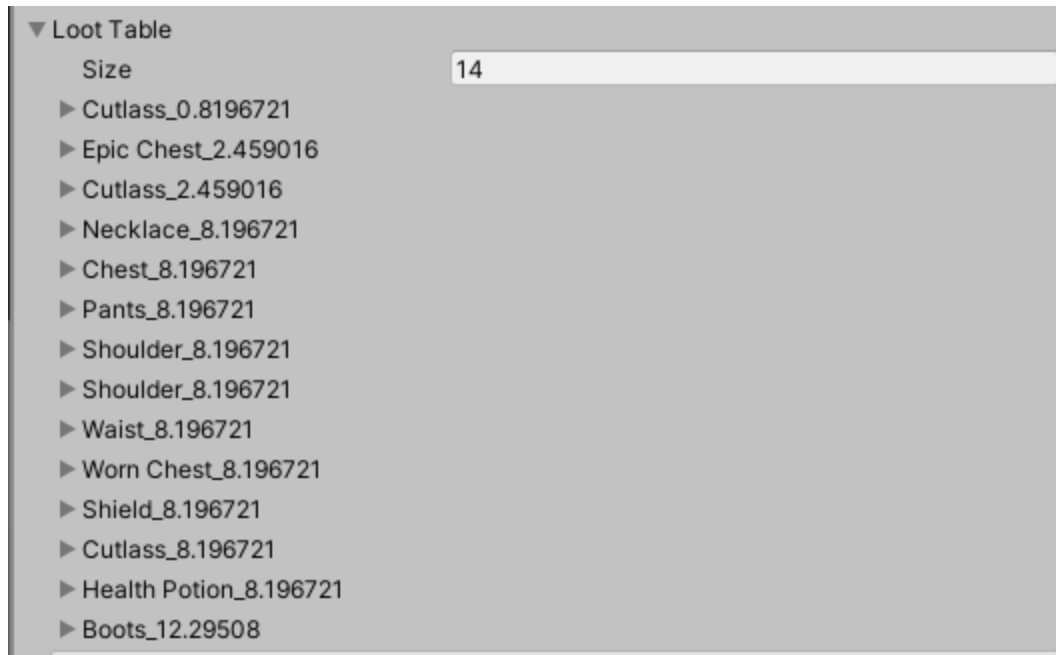 Loot Table
Size 14
Cutlass_0.8196721
Epic Chest_2.459016
Cutlass_2.459016
Necklace_8.196721
Chest_8.196721
Pants_8.196721
Shoulder_8.196721
Shoulder_8.196721
Waist_8.196721
Worn Chest_8.196721
Shield_8.196721
Cutlass_8.196721
Health Potion_8.196721
Boots_12.29508